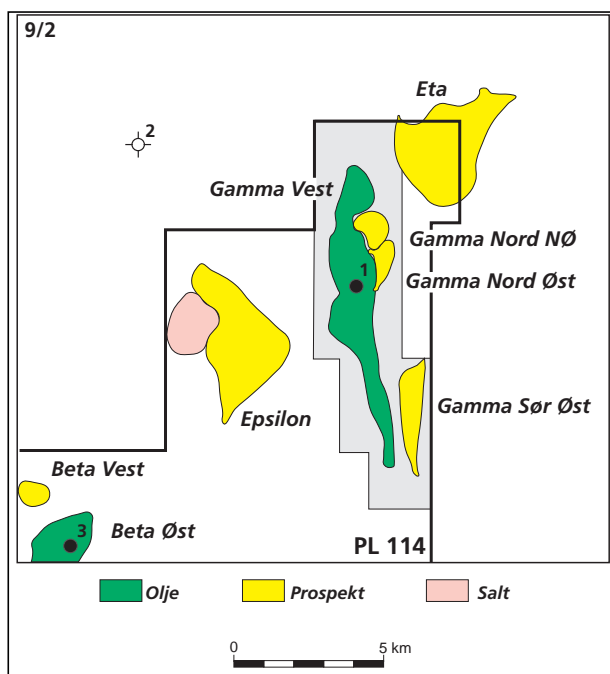 9/2
Eta
2
Gamma Vest
Gamma Nord NØ
1
Gamma Nord Øst
Gamma Sør Øst
Epsilon
Beta Vest
3
Beta Øst
PL 114
Olje
Prospekt
Salt
0
5 km